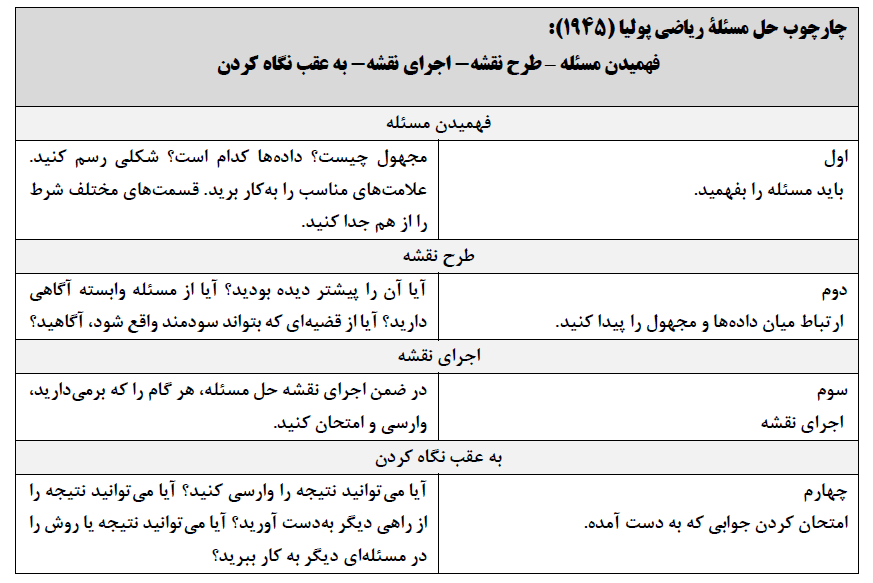 چارچوب حل مسئلهٔ ریاضی پولیا (۱۹۴۵):
فهمیدن مسئله – طرح نقشه – اجرای نقشه – به عقب نگاه کردن
فهمیدن مسئله
اول
باید مسئله را بفهمید.
مجهول چیست؟ داده‌ها کدام است؟ شکلی رسم کنید.
علامت‌های مناسب را به‌کار برید. قسمت‌های مختلف شرط
را از هم جدا کنید.
طرح نقشه
دوم
ارتباط میان داده‌ها و مجهول را پیدا کنید.
آیا آن را پیشتر دیده بودید؟ آیا از مسئله وابسته آگاهی
دارید؟ آیا از قضیه‌ای که بتواند سودمند واقع شود، آگاهید؟
اجرای نقشه
سوم
اجرای نقشه
در ضمن اجرای نقشه حل مسئله، هر گام را که برمی‌دارید،
وارسی و امتحان کنید.
به عقب نگاه کردن
چهارم
امتحان کردن جوابی که به دست آمده.
آیا می‌توانید نتیجه را وارسی کنید؟ آیا می‌توانید نتیجه را
از راهی دیگر به‌دست آورید؟ آیا می‌توانید نتیجه یا روش را
در مسئله‌ای دیگر به کار ببرید؟